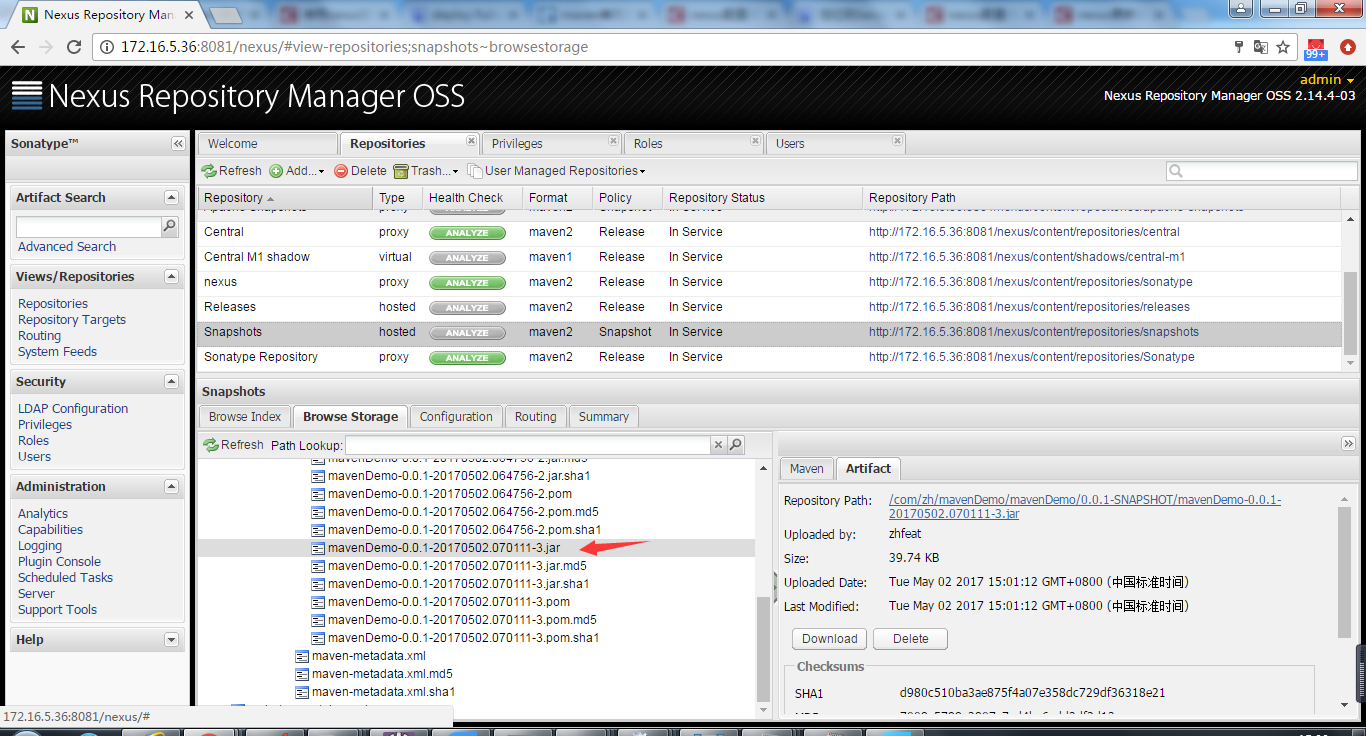 Nexus Repository Man
172.16.5.36:8081/nexus/#view-repositories;snapshots~browsestorage
99+
Nexus Repository Manager OSS
admin
Nexus Repository Manager OSS 2.14.4-03
Sonatype™
Welcome Repositories Privileges Roles Users
Refresh Add... Delete Trash... User Managed Repositories
Artifact Search
Advanced Search
Views/Repositories
Repositories
Repository Targets
Routing
System Feeds
Security
LDAP Configuration
Privileges
Roles
Users
Administration
Analytics
Capabilities
Logging
Plugin Console
Scheduled Tasks
Server
Support Tools
Help
Repository Type Health Check Format Policy Repository Status Repository Path
Central proxy ANALYZE maven2 Release In Service http://172.16.5.36:8081/nexus/content/repositories/central
Central M1 shadow virtual ANALYZE maven1 Release In Service http://172.16.5.36:8081/nexus/content/shadows/central-m1
nexus proxy ANALYZE maven2 Release In Service http://172.16.5.36:8081/nexus/content/repositories/sonatype
Releases hosted ANALYZE maven2 Release In Service http://172.16.5.36:8081/nexus/content/repositories/releases
Snapshots hosted ANALYZE maven2 Snapshot In Service http://172.16.5.36:8081/nexus/content/repositories/snapshots
Sonatype Repository proxy ANALYZE maven2 Release In Service http://172.16.5.36:8081/nexus/content/repositories/Sonatype
Snapshots
Browse Index Browse Storage Configuration Routing Summary
Refresh Path Lookup:
mavenDemo-0.0.1-20170502.064756-2.jar.md5
mavenDemo-0.0.1-20170502.064756-2.jar.sha1
mavenDemo-0.0.1-20170502.064756-2.pom
mavenDemo-0.0.1-20170502.064756-2.pom.md5
mavenDemo-0.0.1-20170502.064756-2.pom.sha1
mavenDemo-0.0.1-20170502.070111-3.jar
mavenDemo-0.0.1-20170502.070111-3.jar.md5
mavenDemo-0.0.1-20170502.070111-3.jar.sha1
mavenDemo-0.0.1-20170502.070111-3.pom
mavenDemo-0.0.1-20170502.070111-3.pom.md5
mavenDemo-0.0.1-20170502.070111-3.pom.sha1
maven-metadata.xml
maven-metadata.xml.md5
maven-metadata.xml.sha1
Maven Artifact
Repository Path: /com/zh/mavenDemo/mavenDemo/0.0.1-SNAPSHOT/mavenDemo-0.0.1-
20170502.070111-3.jar
Uploaded by: zhfeat
Size: 39.74 KB
Uploaded Date: Tue May 02 2017 15:01:12 GMT+0800 (中国标准时间)
Last Modified: Tue May 02 2017 15:01:12 GMT+0800 (中国标准时间)
Download Delete
Checksums
SHA1 d980c510ba3ae875f4a07e358dc729df36318e21
172.16.5.36:8081/nexus/#